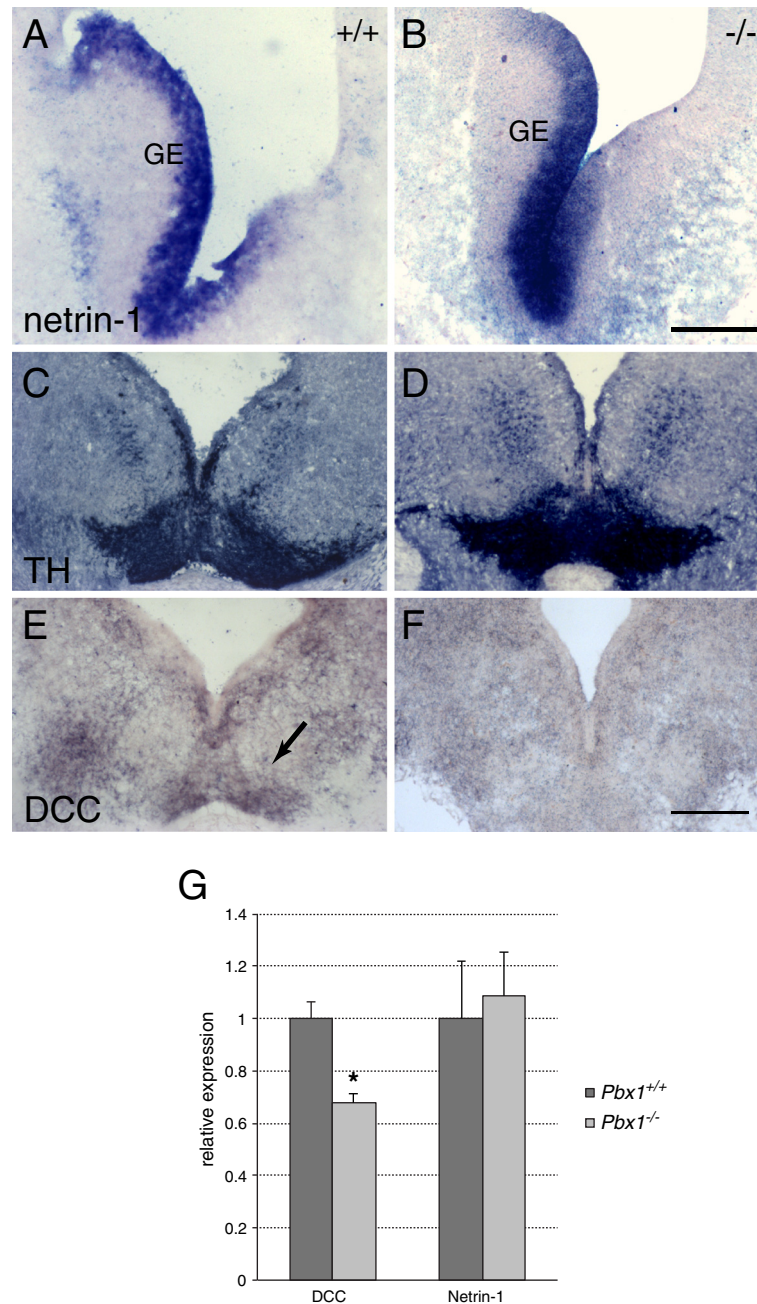 A +/+
B -/-
GE
GE
netrin-1
C
D
TH
E
F
DCC
G
1.4
1.2
1
0.8
0.6
0.4
0.2
0
relative expression
*
DCC
Netrin-1
Pbx1+/+
Pbx1-/-